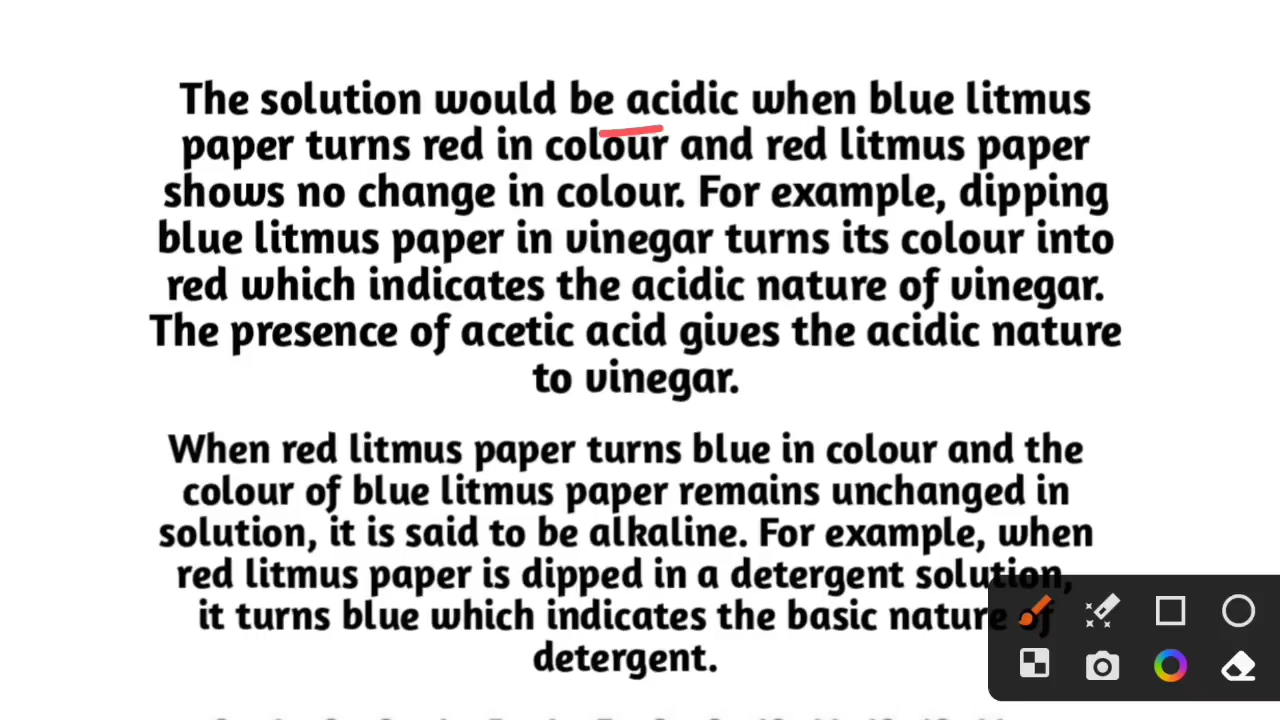 The solution would be acidic when blue litmus
paper turns red in colour and red litmus paper
shows no change in colour. For example, dipping
blue litmus paper in vinegar turns its colour into
red which indicates the acidic nature of vinegar.
The presence of acetic acid gives the acidic nature
to vinegar.
When red litmus paper turns blue in colour and the
colour of blue litmus paper remains unchanged in
solution, it is said to be alkaline. For example, when
red litmus paper is dipped in a detergent solution,
it turns blue which indicates the basic nature of
detergent.